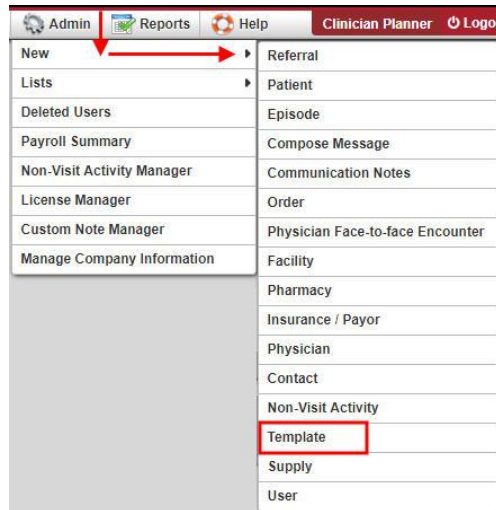 Admin Reports Help Clinician Planner Logo
New
Lists
Deleted Users
Payroll Summary
Non-Visit Activity Manager
License Manager
Custom Note Manager
Manage Company Information
Referral
Patient
Episode
Compose Message
Communication Notes
Order
Physician Face-to-face Encounter
Facility
Pharmacy
Insurance / Payor
Physician
Contact
Non-Visit Activity
Template
Supply
User